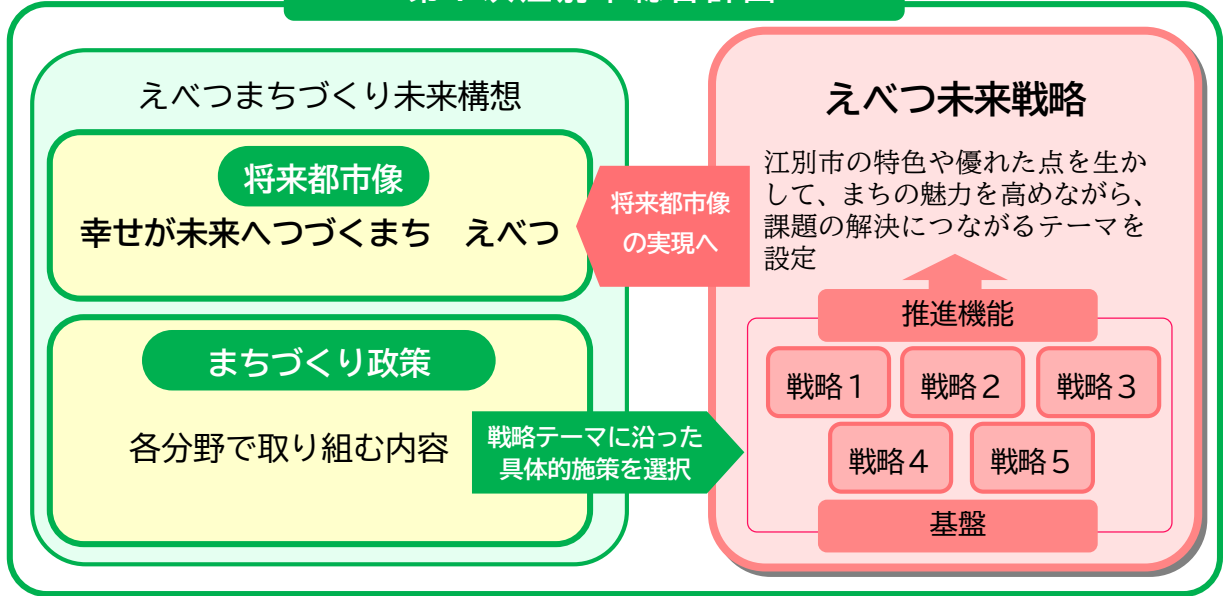 えべつまちづくり未来構想
将来都市像
幸せが未来へつづくまち　えべつ
まちづくり政策
各分野で取り組む内容
将来都市像
の実現へ
戦略テーマに沿った
具体的施策を選択
えべつ未来戦略
江別市の特色や優れた点を生か
して、まちの魅力を高めながら、
課題の解決につながるテーマを
設定
推進機能
戦略１
戦略２
戦略３
戦略４
戦略５
基盤